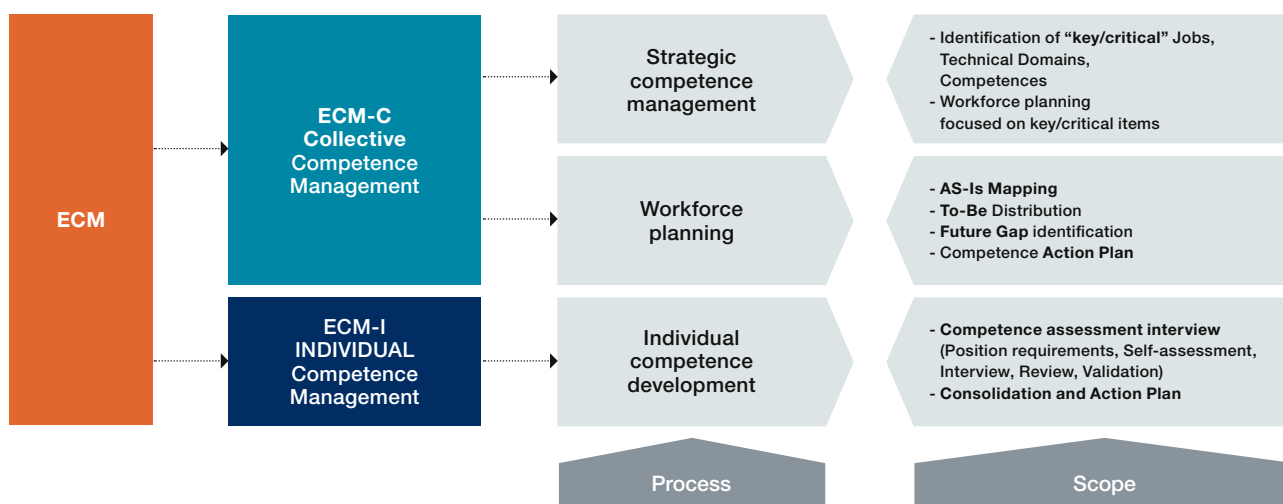 ECM
ECM-C
Collective
Competence
Management
Strategic
competence
management
- Identification of “key/critical” Jobs,
Technical Domains,
Competences
- Workforce planning
focused on key/critical items
Workforce
planning
- AS-Is Mapping
- To-Be Distribution
- Future Gap identification
- Competence Action Plan
ECM-I
INDIVIDUAL
Competence
Management
Individual
competence
development
- Competence assessment interview
(Position requirements, Self-assessment,
Interview, Review, Validation)
- Consolidation and Action Plan
Process
Scope